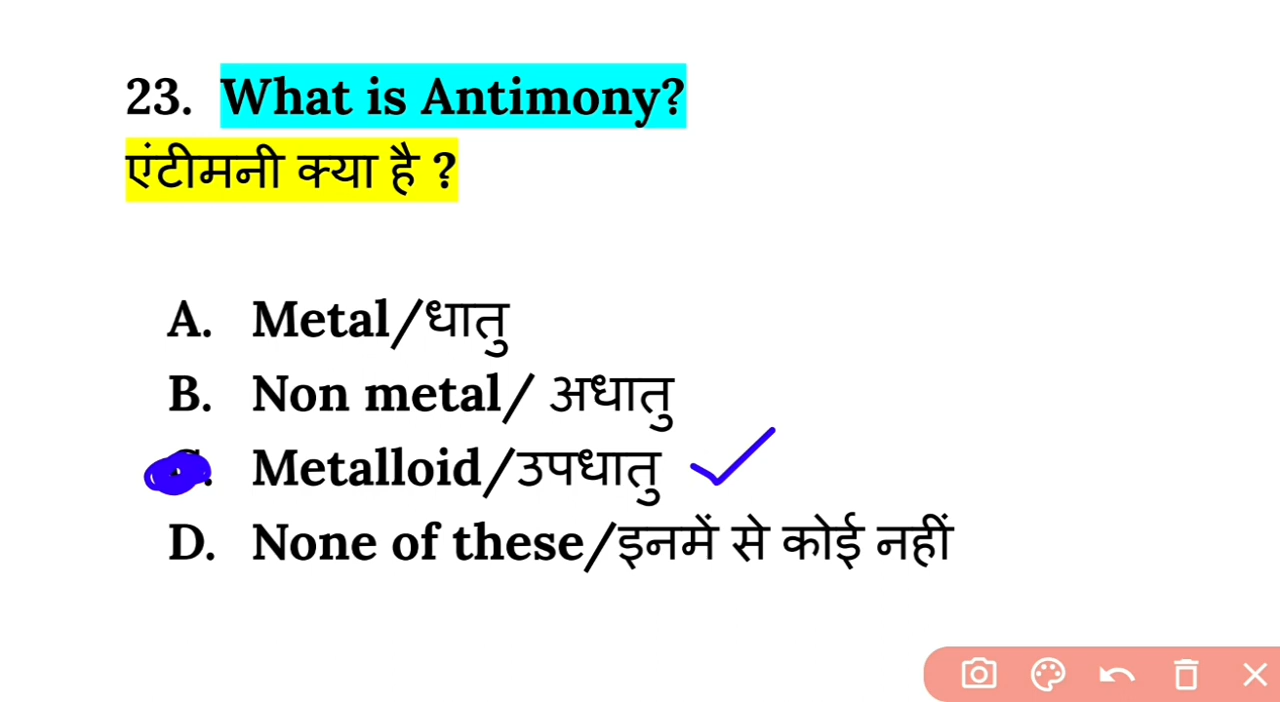 23. What is Antimony?
एंटीमनी क्या है ?
A. Metal/धातु
B. Non metal/ अधातु
C. Metalloid/उपधातु
D. None of these/इनमें से कोई नहीं